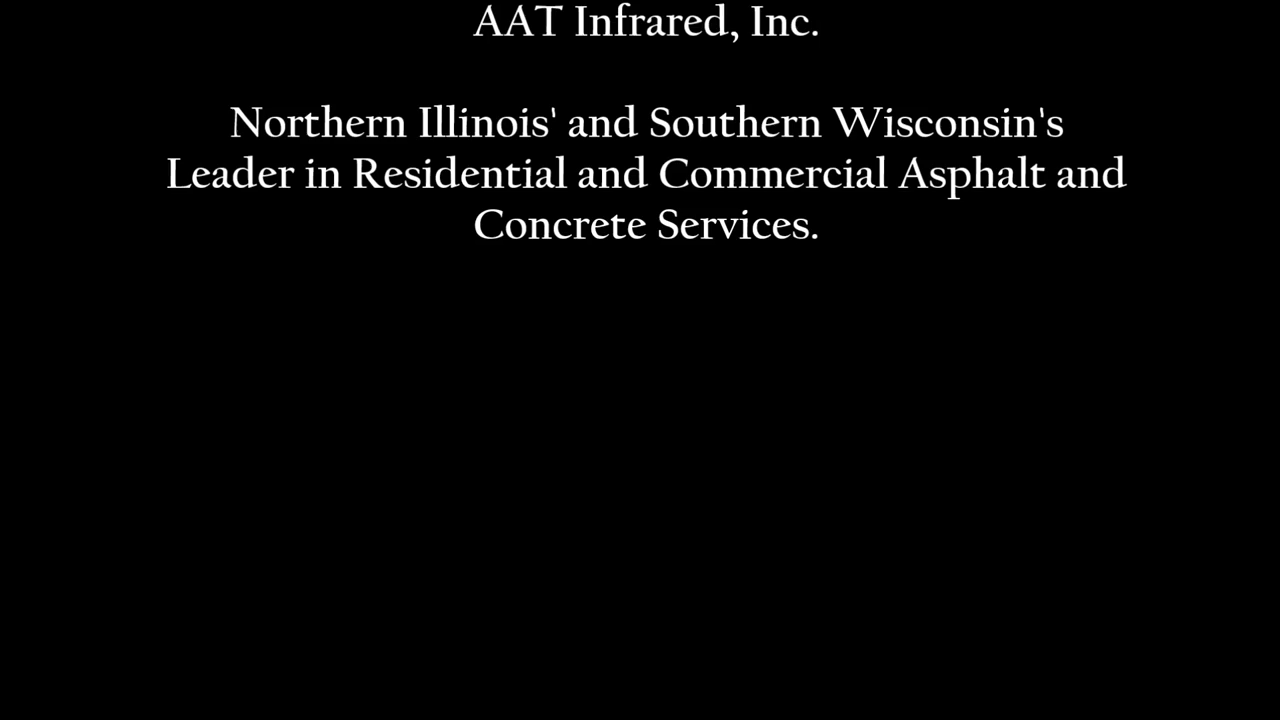 AAT Infrared, Inc.
Northern Illinois' and Southern Wisconsin's
Leader in Residential and Commercial Asphalt and
Concrete Services.